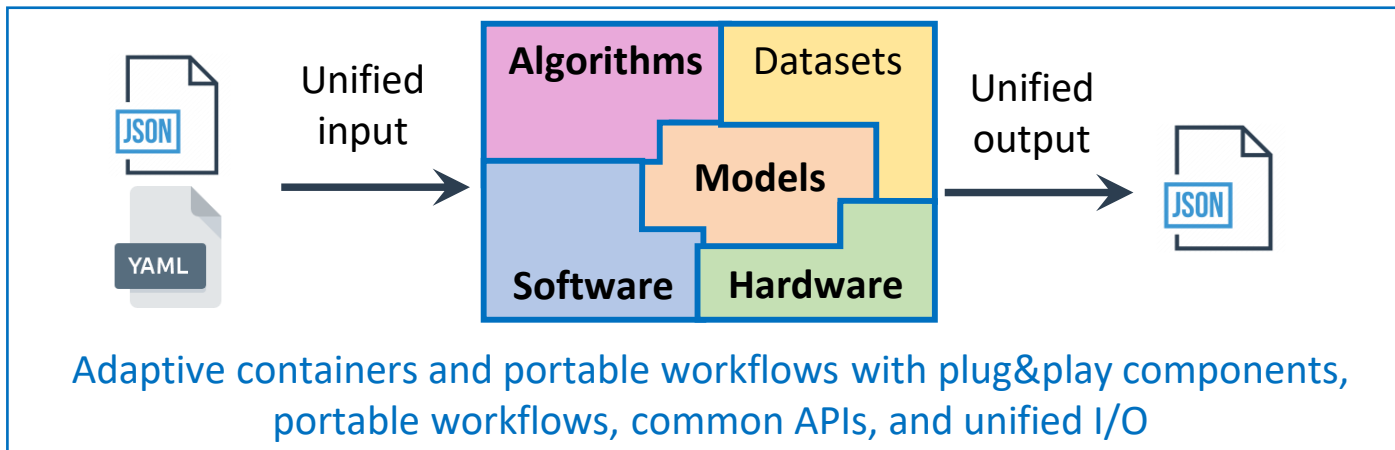 JSON
YAML
Unified
input
Algorithms
Datasets
Models
Software
Hardware
Unified
output
JSON
Adaptive containers and portable workflows with plug&play components,
portable workflows, common APIs, and unified I/O